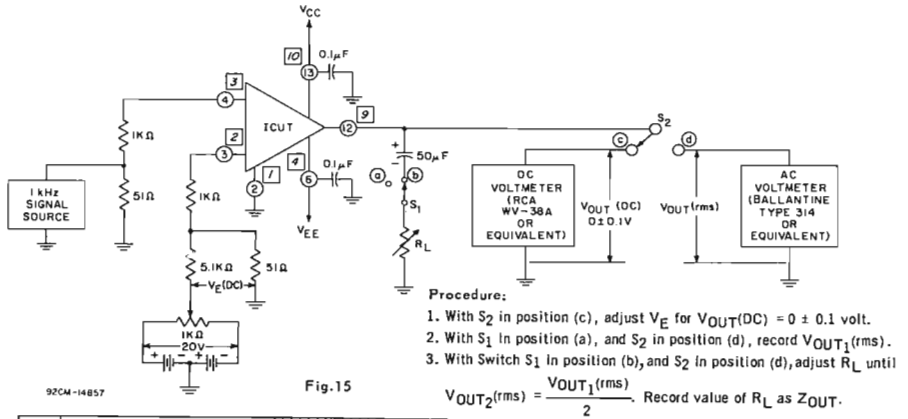 VCC
10
13
0.1µF
3
4
ICUT
9
12
S2
1KΩ
2
3
4
6
0.1µF
+
50µF
−
c
d
1
2
a
b
1 kHz
SIGNAL
SOURCE
51Ω
1KΩ
VEE
S1
RL
DC
VOLTMETER
(RCA
WV-38A
OR
EQUIVALENT)
VOUT (DC)
0±0.1V
VOUT(rms)
AC
VOLTMETER
(BALLANTINE
TYPE 314
OR
EQUIVALENT)
5.1KΩ
51Ω
VE(DC)
1KΩ
20V
+ − + −
Procedure:
1. With S2 in position (c), adjust VE for VOUT(DC) = 0 ± 0.1 volt.
2. With S1 in position (a), and S2 in position (d), record VOUT1(rms).
3. With Switch S1 in position (b), and S2 in position (d), adjust RL until
VOUT2(rms) = VOUT1(rms) / 2 . Record value of RL as ZOUT.
92CM-14857
Fig.15